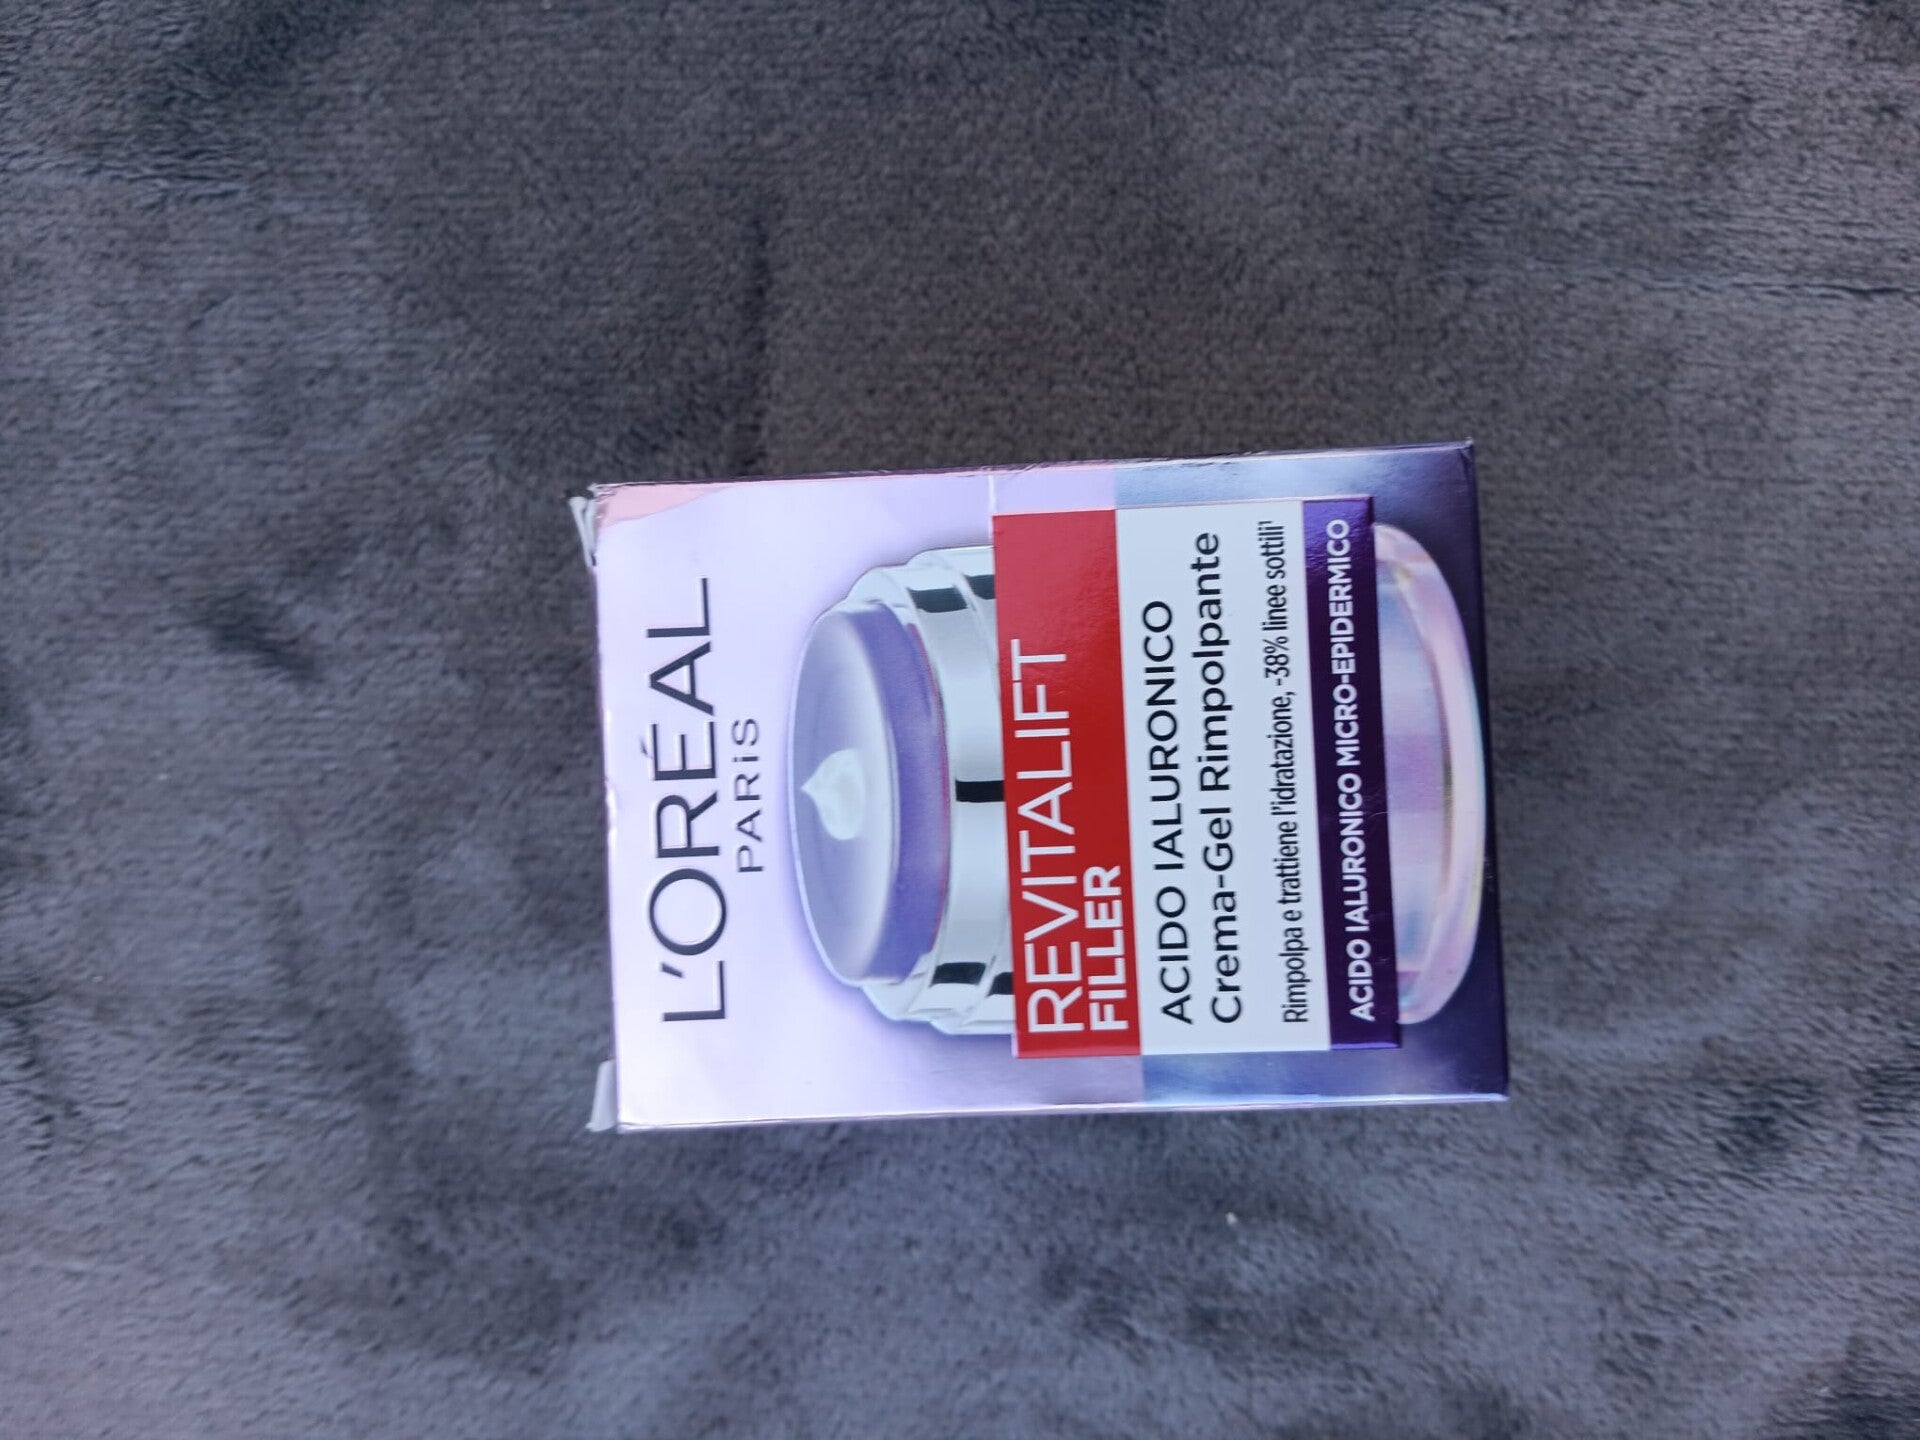 L'ORÉAL
PARiS
REVITALIFT
FILLER
ACIDO IALURONICO
Crema-Gel Rimpolpante
Rimpolpa e trattiene l'idratazione, -38% linee sottili¹
ACIDO IALURONICO MICRO-EPIDERMICO